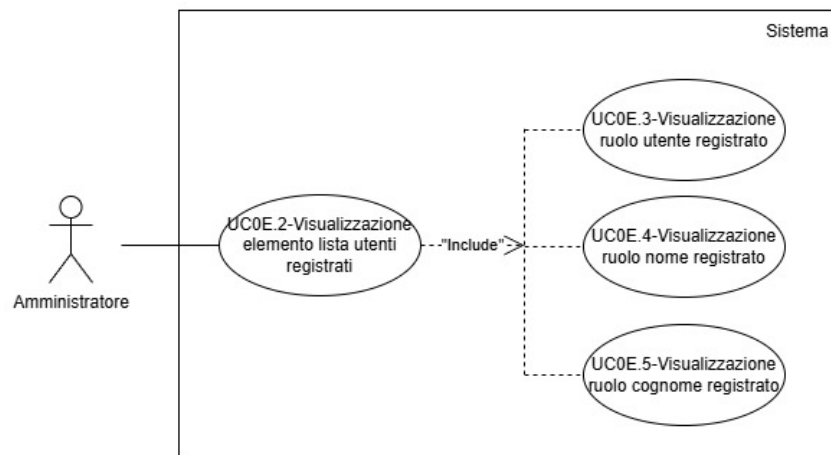 Sistema
UC0E.3-Visualizzazione
ruolo utente registrato
UC0E.2-Visualizzazione
elemento lista utenti
registrati
"Include"
UC0E.4-Visualizzazione
ruolo nome registrato
Amministratore
UC0E.5-Visualizzazione
ruolo cognome registrato